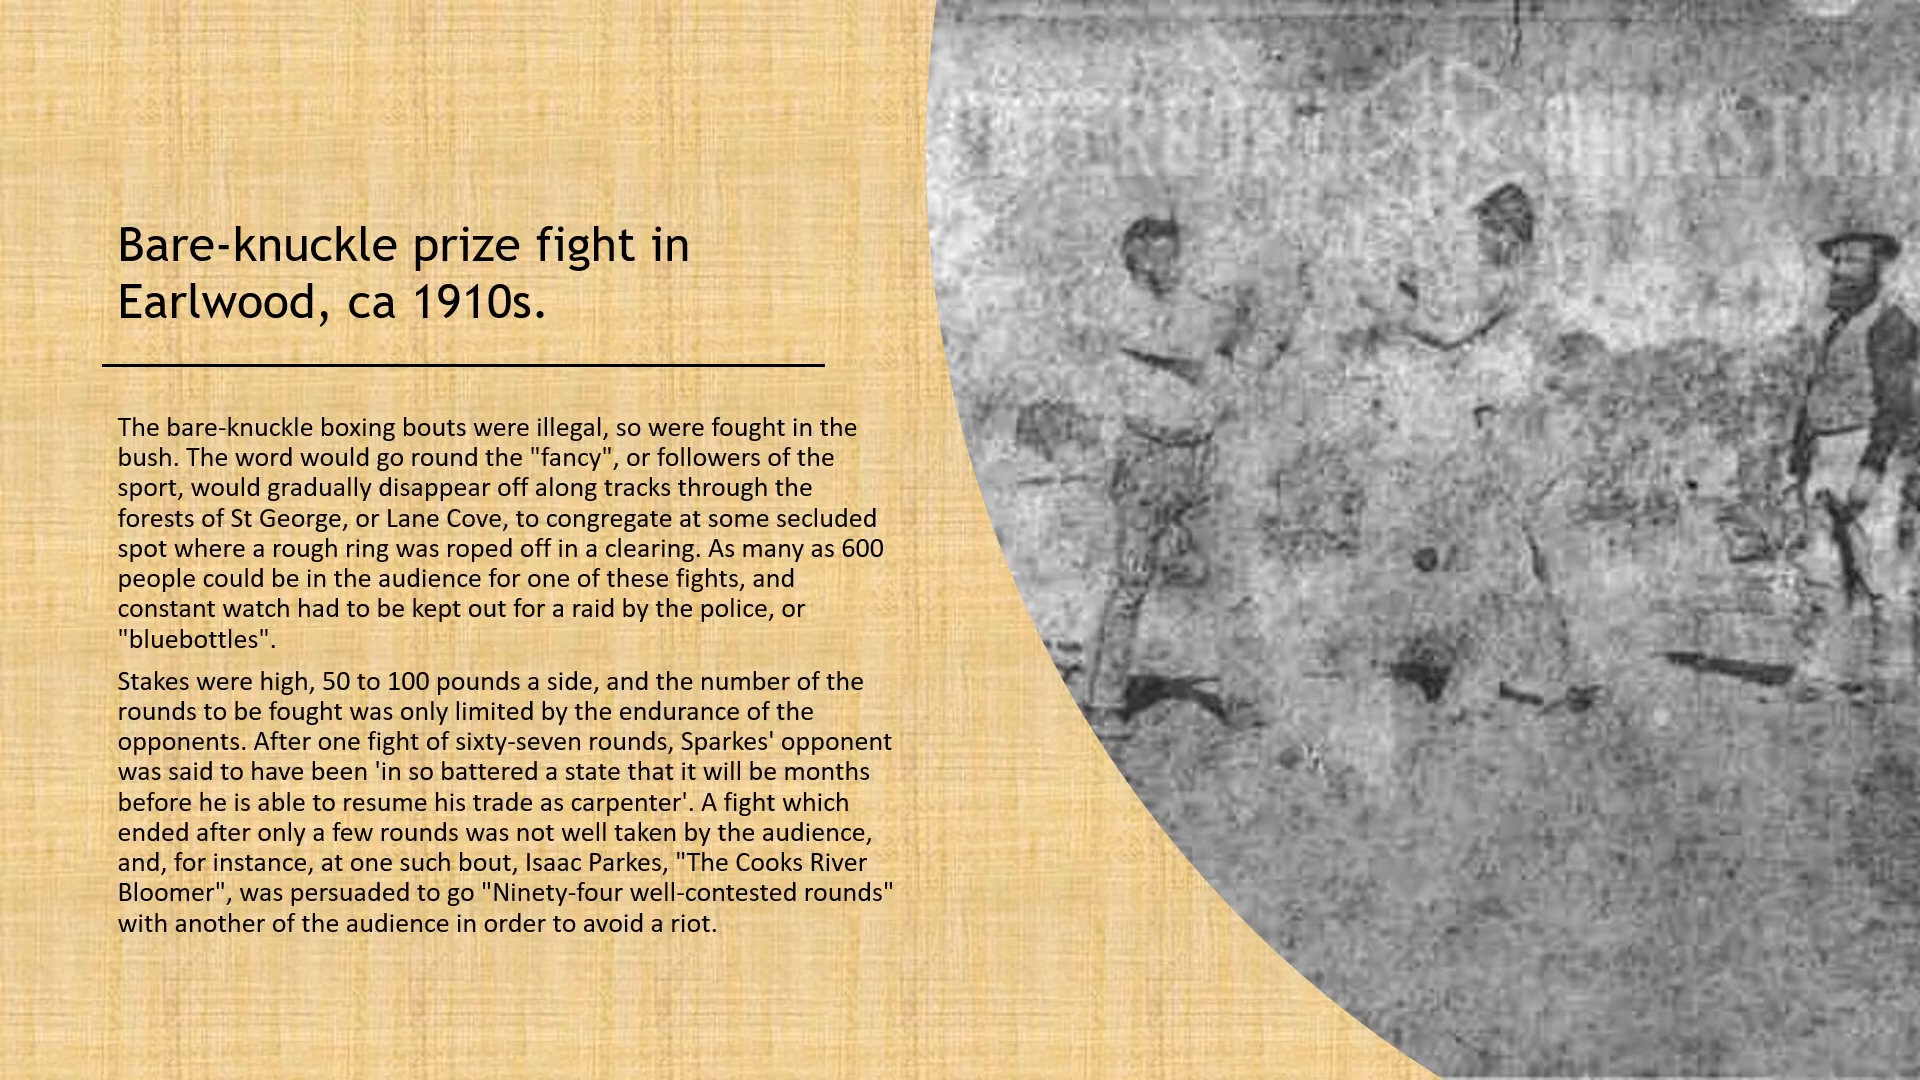 Bare-knuckle prize fight in
Earlwood, ca 1910s.
The bare-knuckle boxing bouts were illegal, so were fought in the
bush. The word would go round the "fancy", or followers of the
sport, would gradually disappear off along tracks through the
forests of St George, or Lane Cove, to congregate at some secluded
spot where a rough ring was roped off in a clearing. As many as 600
people could be in the audience for one of these fights, and
constant watch had to be kept out for a raid by the police, or
"bluebottles".
Stakes were high, 50 to 100 pounds a side, and the number of the
rounds to be fought was only limited by the endurance of the
opponents. After one fight of sixty-seven rounds, Sparkes' opponent
was said to have been 'in so battered a state that it will be months
before he is able to resume his trade as carpenter'. A fight which
ended after only a few rounds was not well taken by the audience,
and, for instance, at one such bout, Isaac Parkes, "The Cooks River
Bloomer", was persuaded to go "Ninety-four well-contested rounds"
with another of the audience in order to avoid a riot.